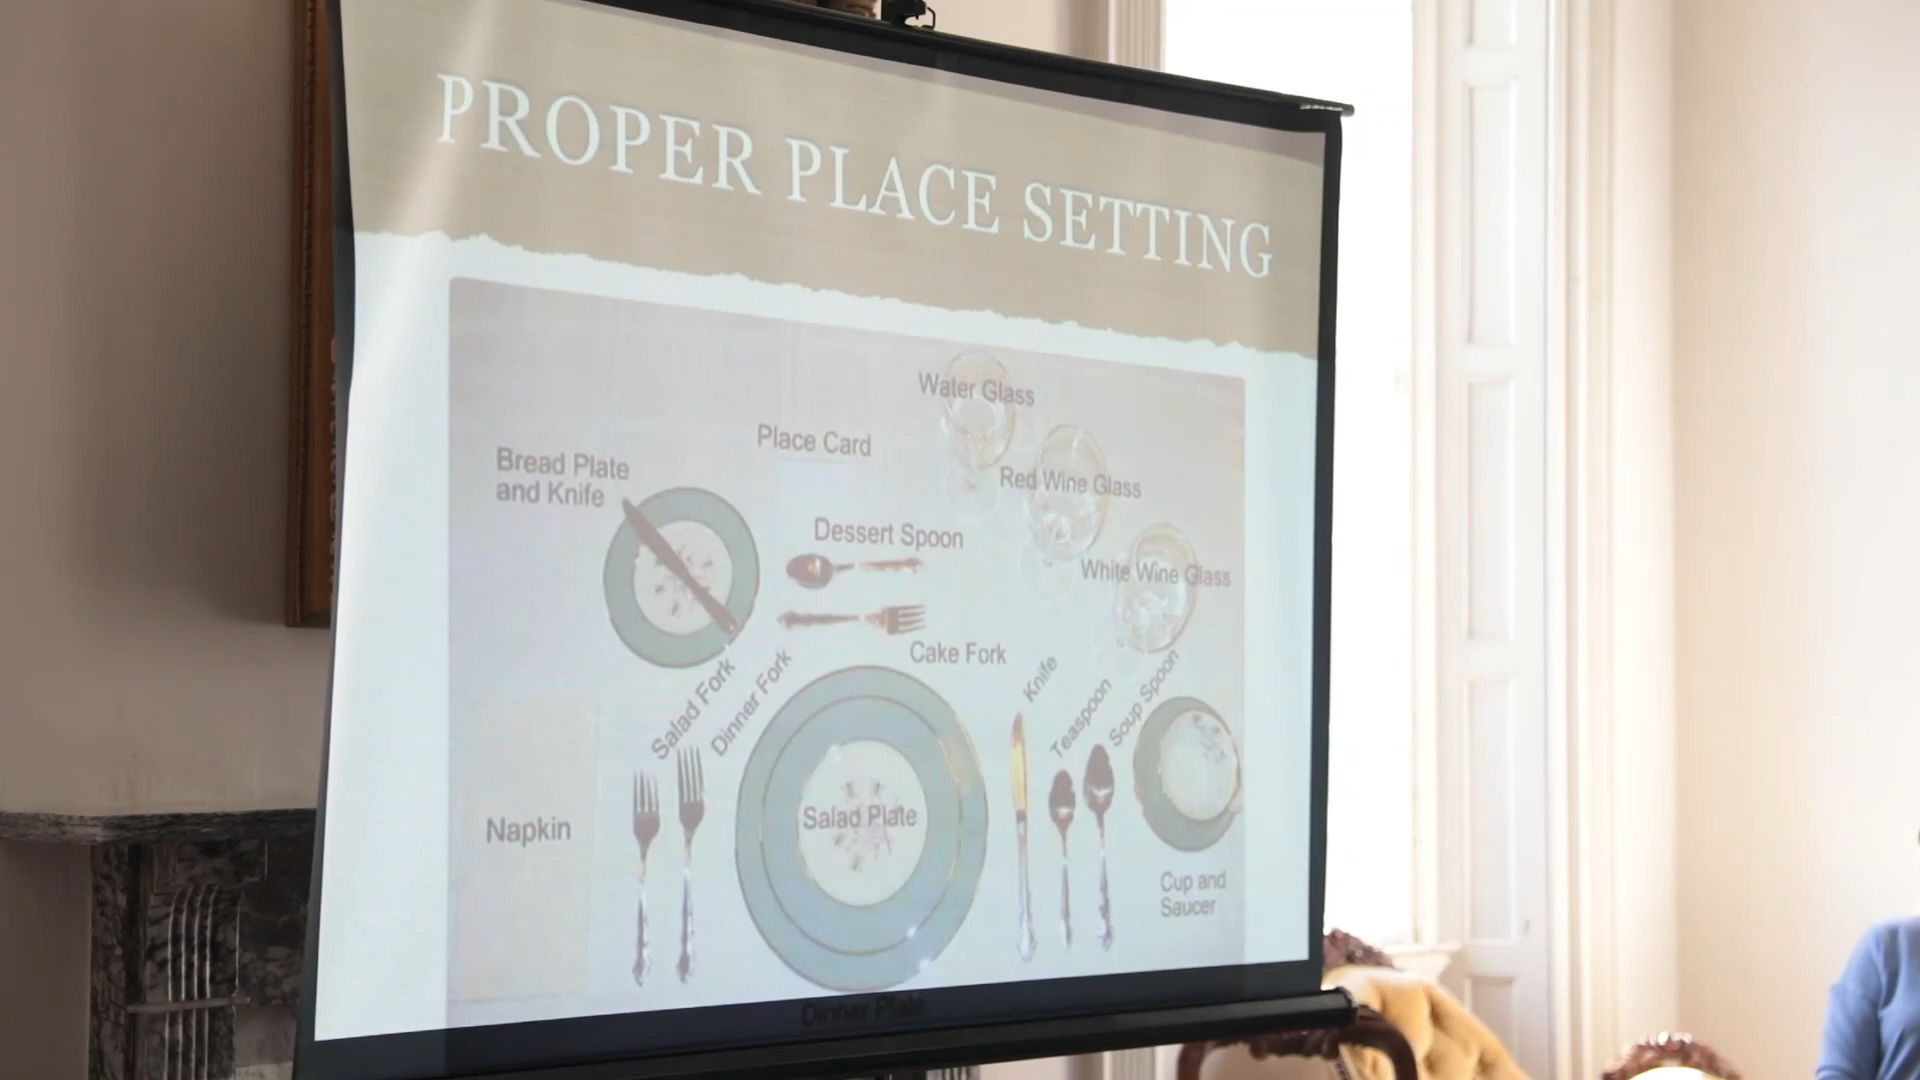 PROPER PLACE SETTING
Water Glass
Place Card
Bread Plate
and Knife
Red Wine Glass
Dessert Spoon
White Wine Glass
Cake Fork
Salad Fork
Dinner Fork
Knife
Teaspoon
Soup Spoon
Napkin
Salad Plate
Cup and
Saucer
Dinner Plate